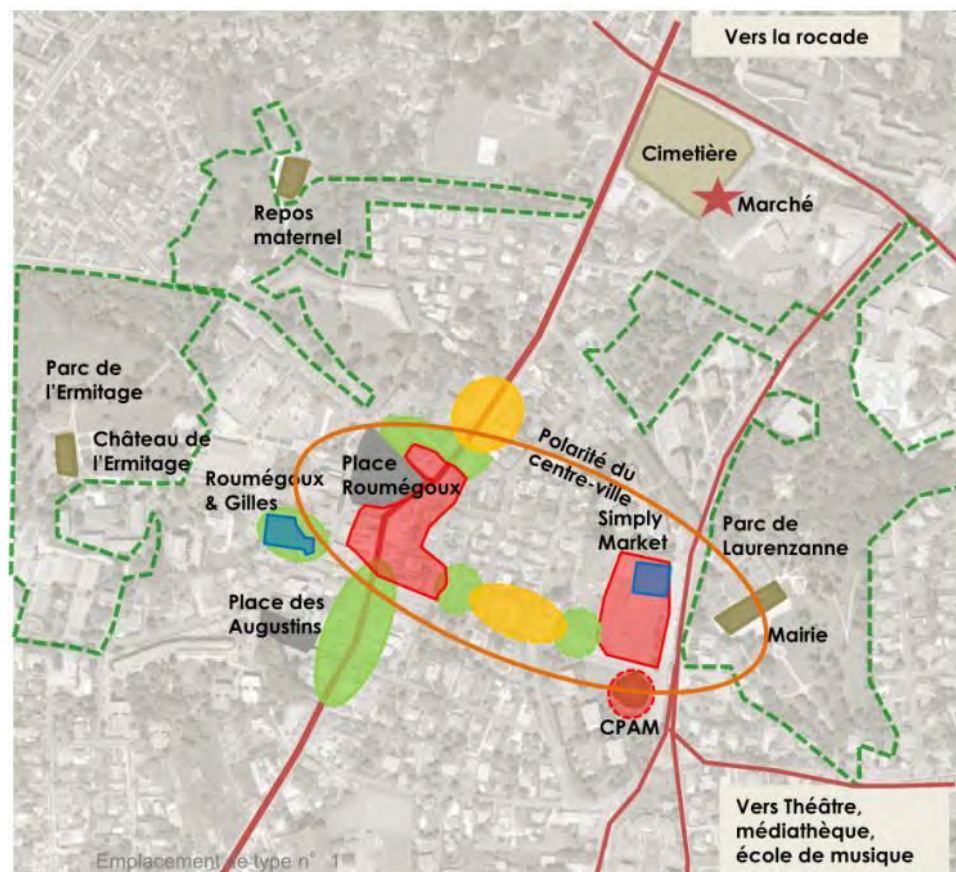 Vers la rocade
Cimetière
Marché
Repos
maternel
Parc de
l'Ermitage
Château de
l'Ermitage
Roumégoux
& Gilles
Place
Roumégoux
Polarité du
centre-ville
Simply
Market
Parc de
Laurenzanne
Place des
Augustins
Mairie
CPAM
Vers Théâtre,
médiathèque,
école de musique
Emplacement de type n° 1